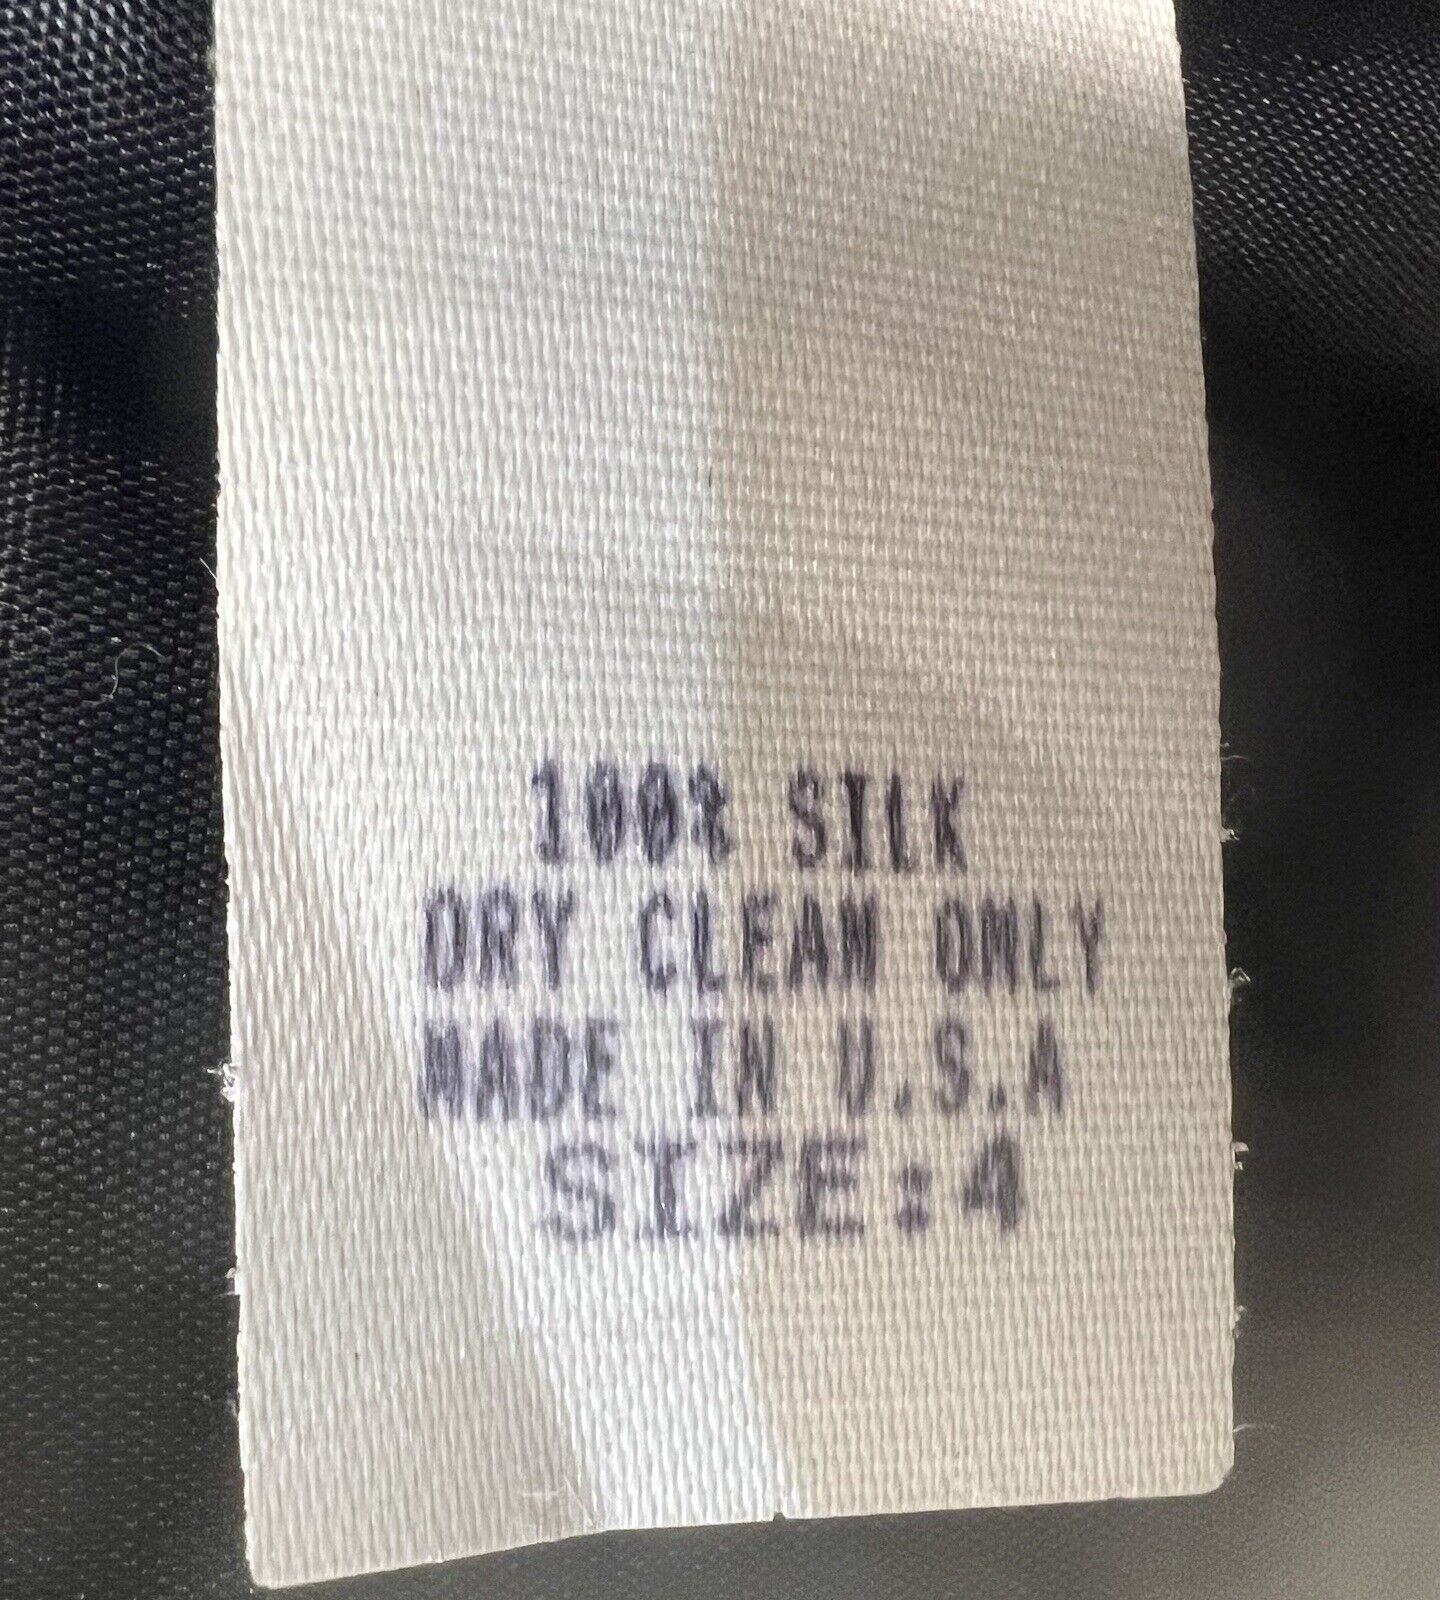 100% SILK
DRY CLEAN ONLY
MADE IN U.S.A
SIZE:4